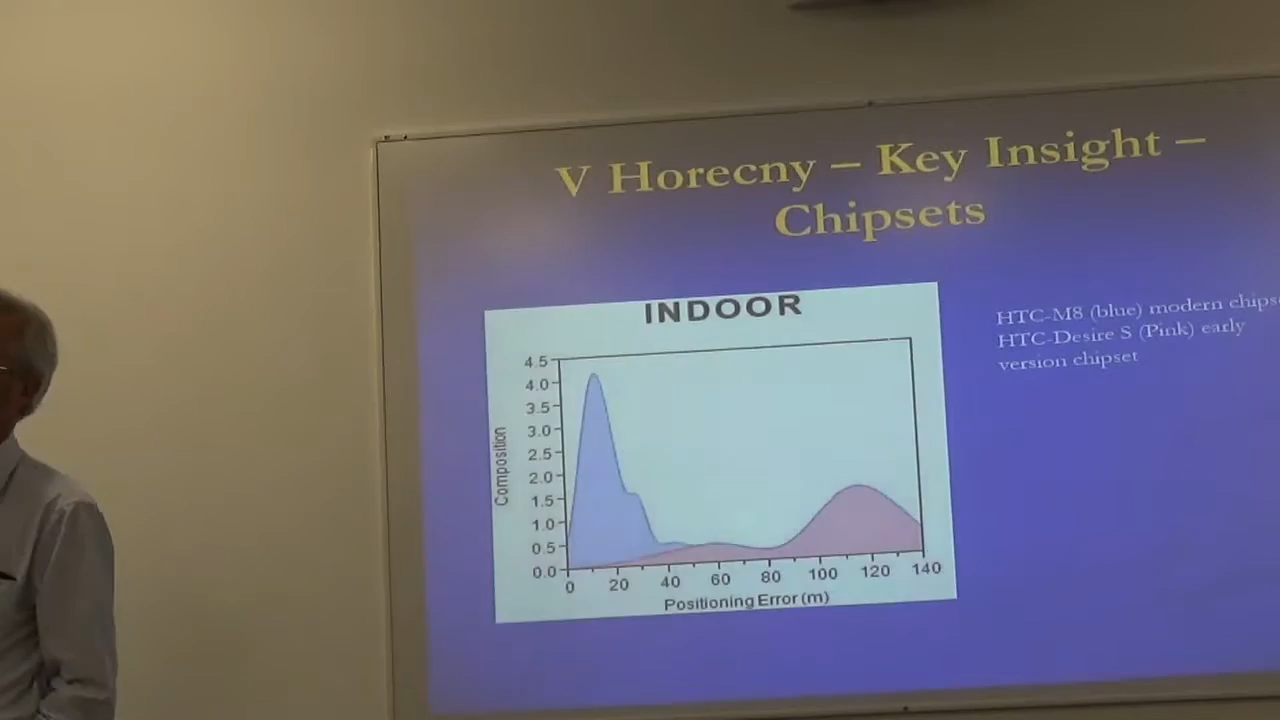 V Horecny – Key Insight –
Chipsets
INDOOR
HTC-M8 (blue) modern
HTC-Desire S (Pink) early
version chipset
Composition
4.5
4.0
3.5
3.0
2.5
2.0
1.5
1.0
0.5
0.0
0 20 40 60 80 100 120 140
Positioning Error (m)